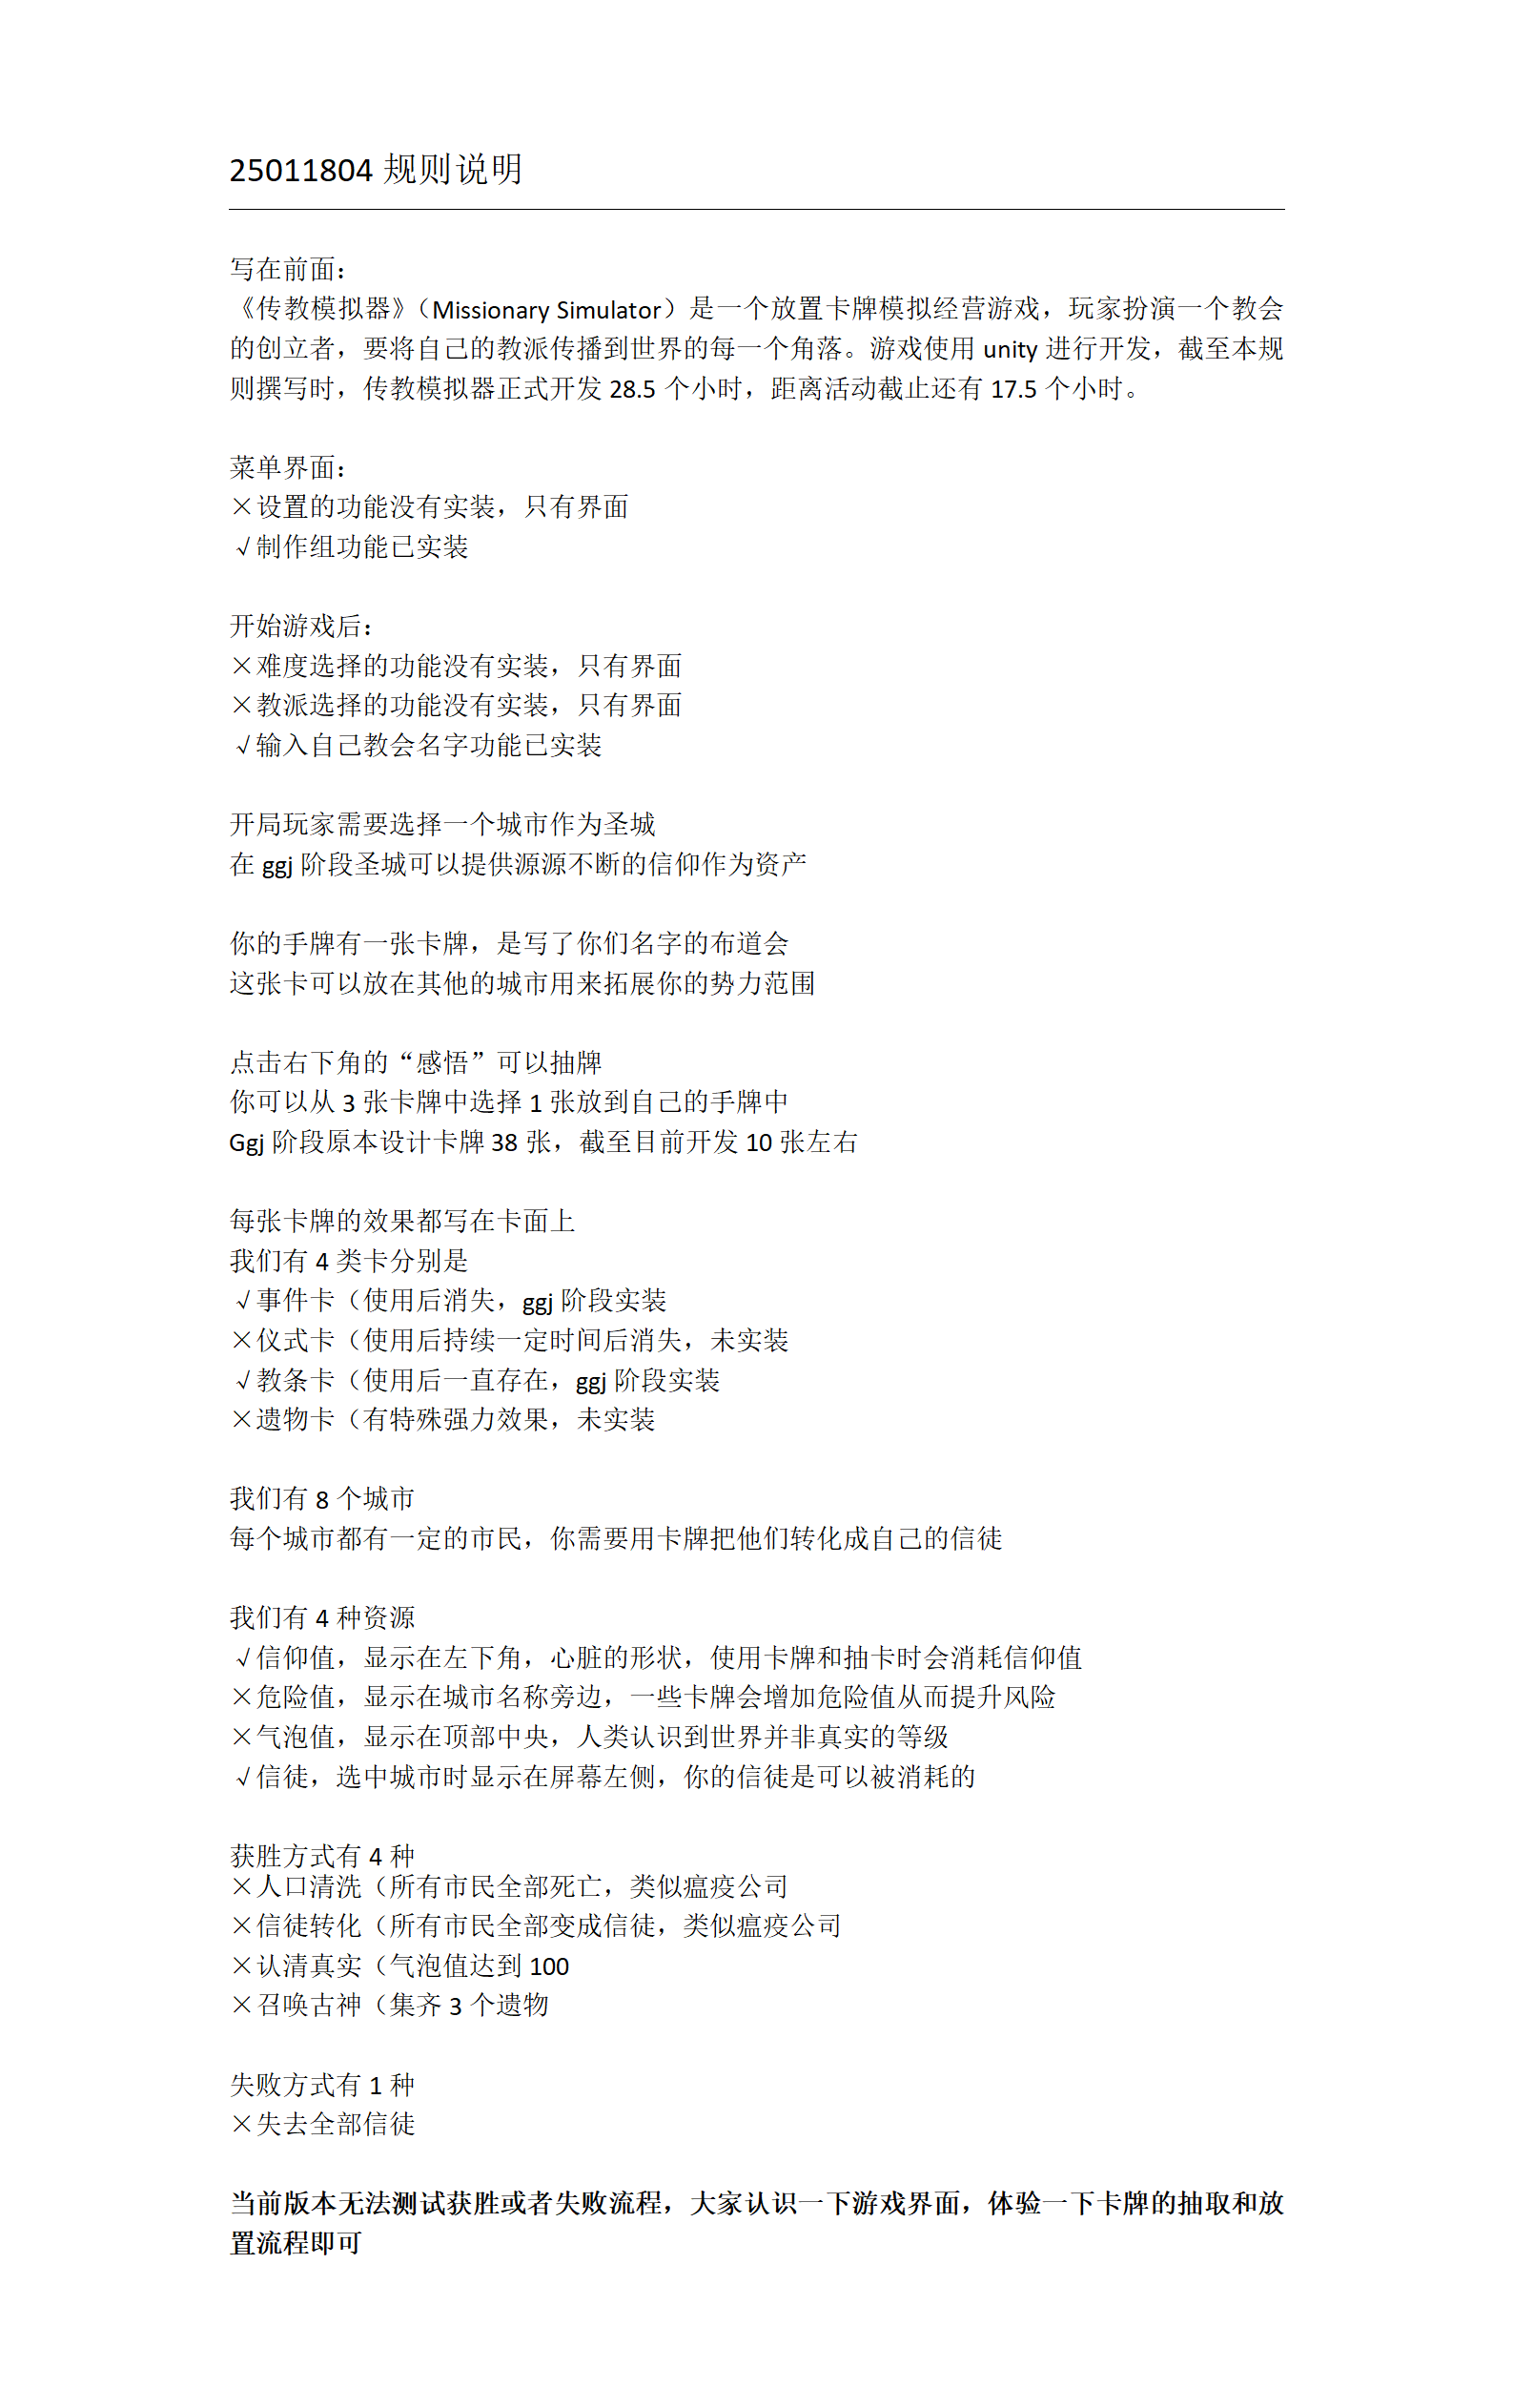 25011804 规则说明
写在前面：
《传教模拟器》（Missionary Simulator）是一个放置卡牌模拟经营游戏，玩家扮演一个教会
的创立者，要将自己的教派传播到世界的每一个角落。游戏使用 unity 进行开发，截至本规
则撰写时，传教模拟器正式开发 28.5 个小时，距离活动截止还有 17.5 个小时。
菜单界面：
×设置的功能没有实装，只有界面
√制作组功能已实装
开始游戏后：
×难度选择的功能没有实装，只有界面
×教派选择的功能没有实装，只有界面
√输入自己教会名字功能已实装
开局玩家需要选择一个城市作为圣城
在 ggj 阶段圣城可以提供源源不断的信仰作为资产
你的手牌有一张卡牌，是写了你们名字的布道会
这张卡可以放在其他的城市用来拓展你的势力范围
点击右下角的“感悟”可以抽牌
你可以从 3 张卡牌中选择 1 张放到自己的手牌中
Ggj 阶段原本设计卡牌 38 张，截至目前开发 10 张左右
每张卡牌的效果都写在卡面上
我们有 4 类卡分别是
√事件卡（使用后消失，ggj 阶段实装
×仪式卡（使用后持续一定时间后消失，未实装
√教条卡（使用后一直存在，ggj 阶段实装
×遗物卡（有特殊强力效果，未实装
我们有 8 个城市
每个城市都有一定的市民，你需要用卡牌把他们转化成自己的信徒
我们有 4 种资源
√信仰值，显示在左下角，心脏的形状，使用卡牌和抽卡时会消耗信仰值
×危险值，显示在城市名称旁边，一些卡牌会增加危险值从而提升风险
×气泡值，显示在顶部中央，人类认识到世界并非真实的等级
√信徒，选中城市时显示在屏幕左侧，你的信徒是可以被消耗的
获胜方式有 4 种
×人口清洗（所有市民全部死亡，类似瘟疫公司
×信徒转化（所有市民全部变成信徒，类似瘟疫公司
×认清真实（气泡值达到 100
×召唤古神（集齐 3 个遗物
失败方式有 1 种
×失去全部信徒
当前版本无法测试获胜或者失败流程，大家认识一下游戏界面，体验一下卡牌的抽取和放
置流程即可